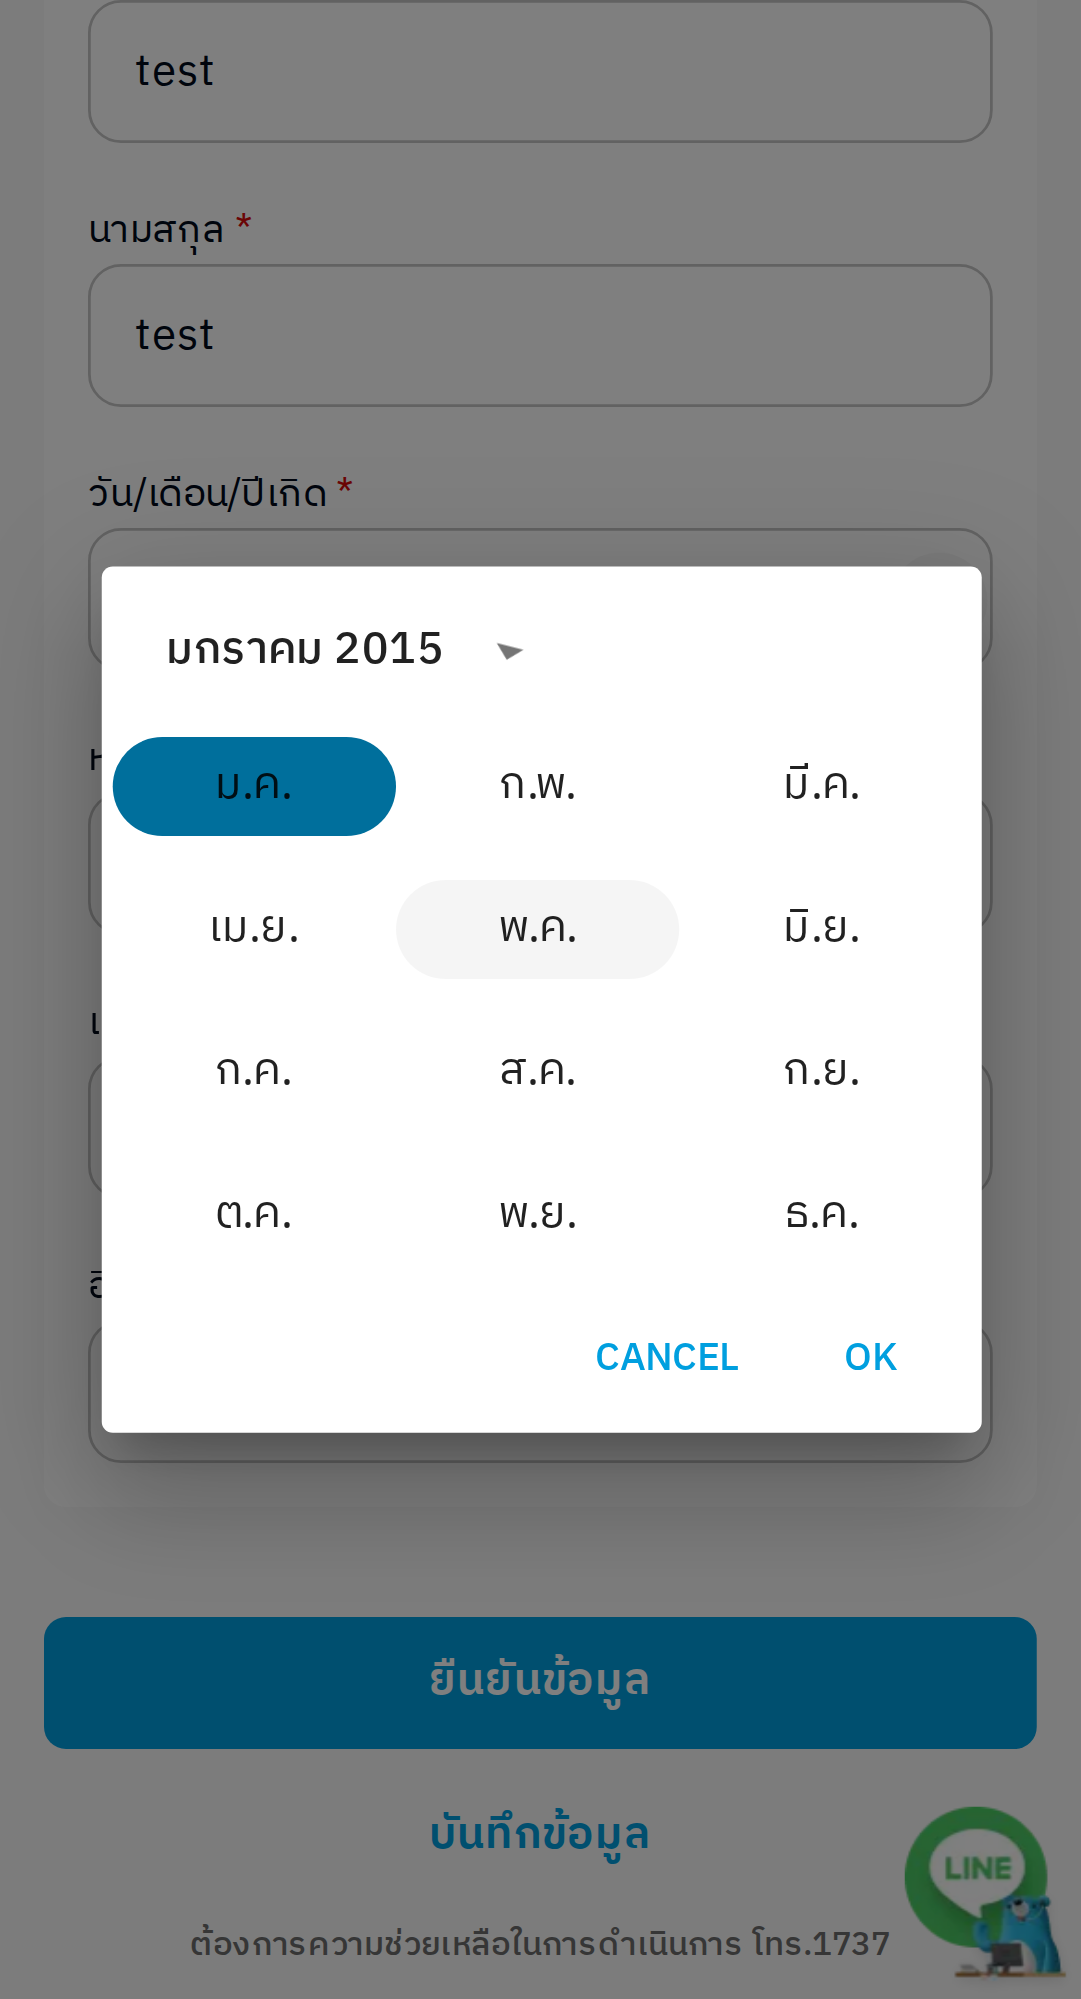 test
นามสกุล *
test
วัน/เดือน/ปีเกิด *
มกราคม 2015
ม.ค. ก.พ. มี.ค.
เม.ย. พ.ค. มิ.ย.
ก.ค. ส.ค. ก.ย.
ต.ค. พ.ย. ธ.ค.
CANCEL OK
ยืนยันข้อมูล
บันทึกข้อมูล
LINE
ต้องการความช่วยเหลือในการดำเนินการ โทร.1737